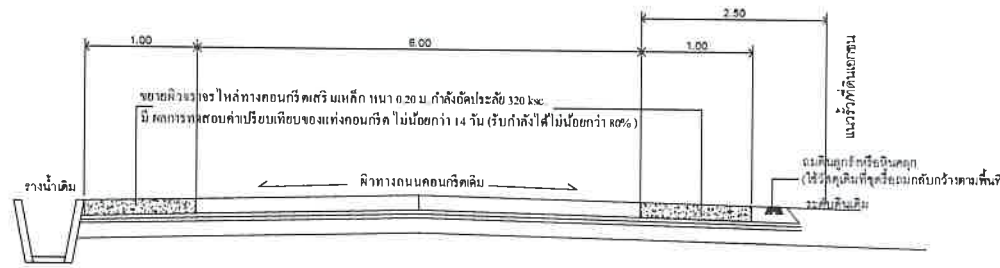 2.50
1.00
6.00
1.00
แนวรั้ว/ที่ดินเอกชน
ขยายผิวจราจร ไหล่ทางคอนกรีตเสริมเหล็ก หนา 0.20 ม. กำลังอัดประลัย 320 ksc.
มี ผลการทดสอบค่าเปรียบเทียบของแท่งคอนกรีต ไม่น้อยกว่า 14 วัน (รับกำลังได้ไม่น้อยกว่า 80% )
ถมดินลูกรังหรือหินคลุก
(ใช้วัสดุเดิมที่ขุดรื้อถมกลับกว้างตามพื้นที่
รางน้ำเดิม
ผิวทางถนนคอนกรีตเดิม
ระดับดินเดิม